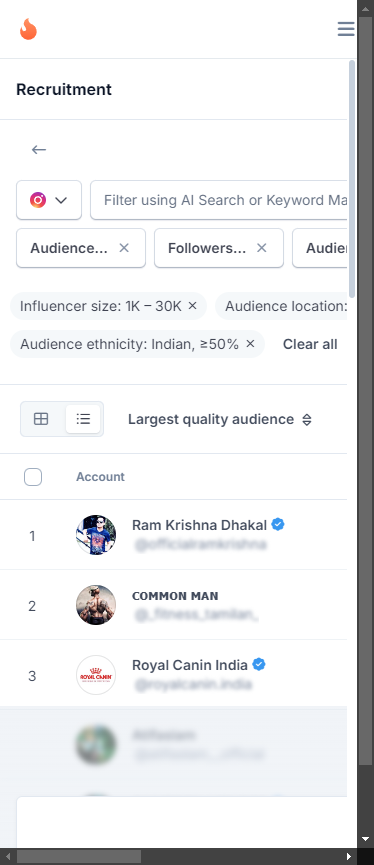 Recruitment
Filter using AI Search or Keyword Ma
Audience...
Followers...
Audien
Influencer size: 1K – 30K
Audience location:
Audience ethnicity: Indian, ≥50%
Clear all
Largest quality audience
Account
1
Ram Krishna Dhakal
@officialramkrishna
2
COMMON MAN
@_fitness_tamilan_
3
ROYAL CANIN
Royal Canin India
@royalcanin.india